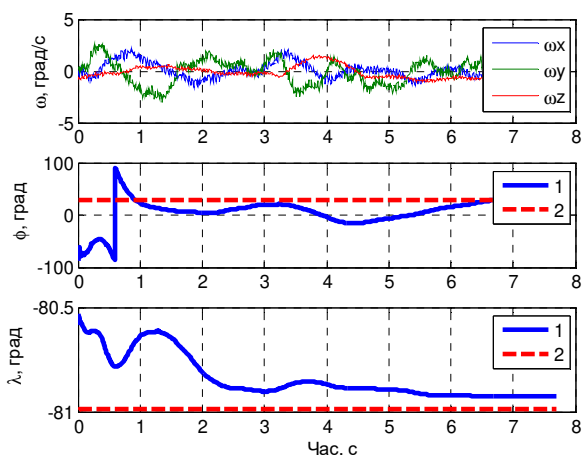 5
0
-5
ω, град/с
ωx
ωy
ωz
0 1 2 3 4 5 6 7 8
100
0
-100
ϕ, град
1
2
0 1 2 3 4 5 6 7 8
-80.5
-81
λ, град
1
2
0 1 2 3 4 5 6 7 8
Час, с